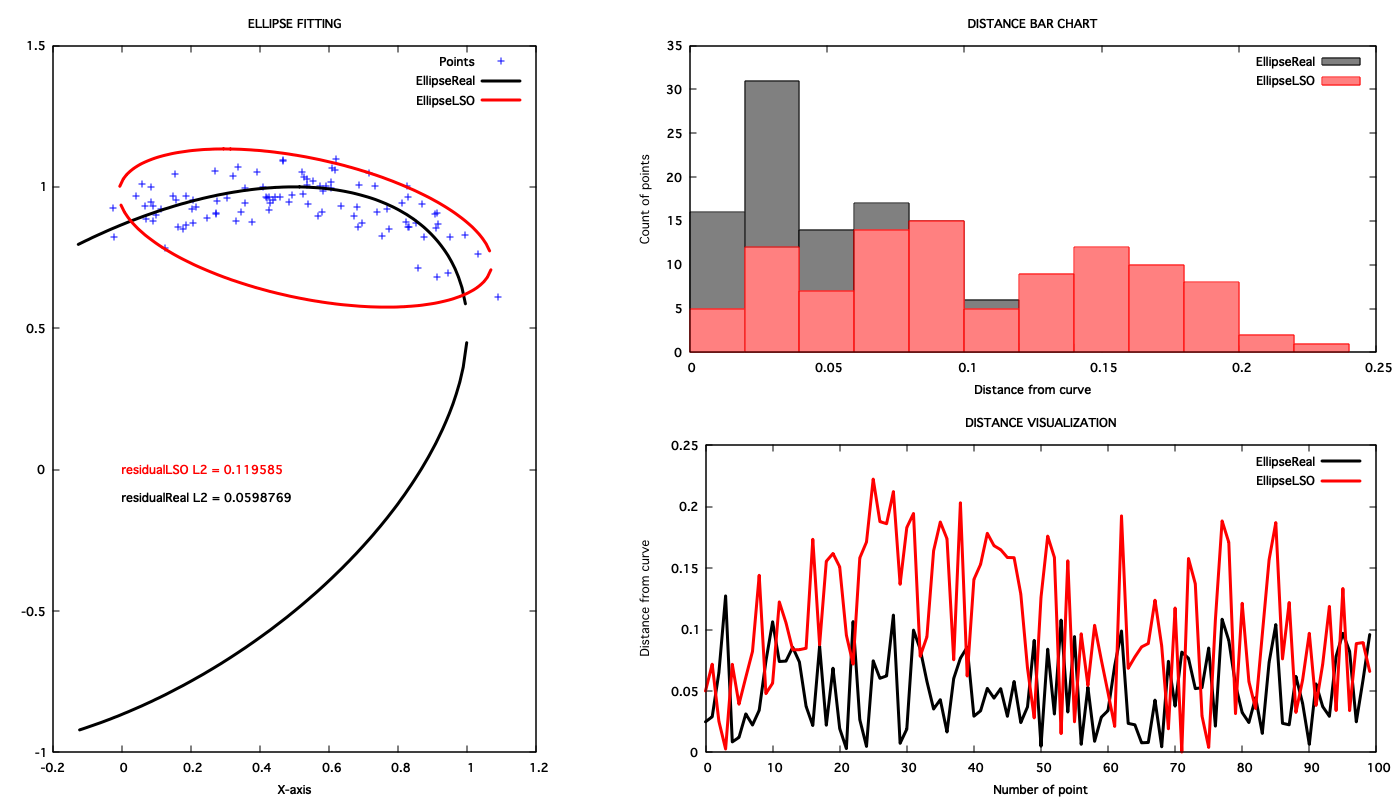 ELLIPSE FITTING
1.5
1
0.5
0
-0.5
-1
Points
EllipseReal
EllipseLSO
residualLSO L2 = 0.119585
residualReal L2 = 0.0598769
-0.2 0 0.2 0.4 0.6 0.8 1 1.2
X-axis
DISTANCE BAR CHART
35
30
25
20
15
10
5
0
Count of points
EllipseReal
EllipseLSO
0 0.05 0.1 0.15 0.2 0.25
Distance from curve
DISTANCE VISUALIZATION
0.25
0.2
0.15
0.1
0.05
0
Distance from curve
EllipseReal
EllipseLSO
0 10 20 30 40 50 60 70 80 90 100
Number of point